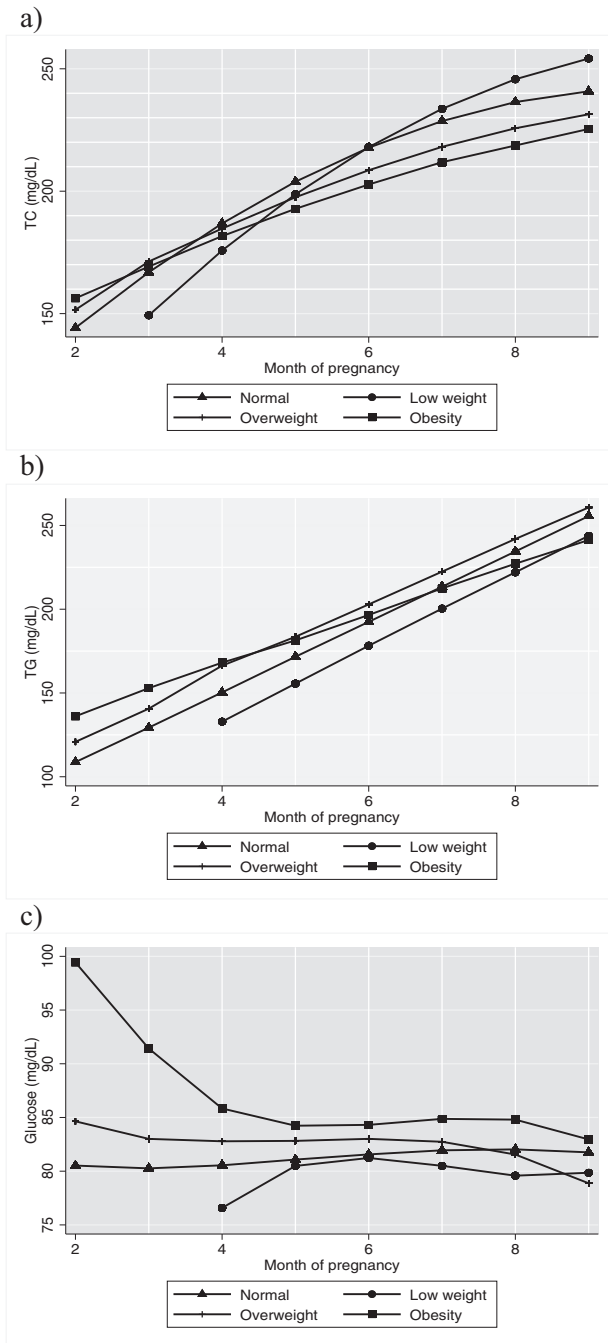 a)
250
200
150
TC (mg/dL)
2 4 6 8
Month of pregnancy
Normal Low weight
Overweight Obesity
b)
250
200
150
100
TG (mg/dL)
2 4 6 8
Month of pregnancy
Normal Low weight
Overweight Obesity
c)
100
95
90
85
80
75
Glucose (mg/dL)
2 4 6 8
Month of pregnancy
Normal Low weight
Overweight Obesity